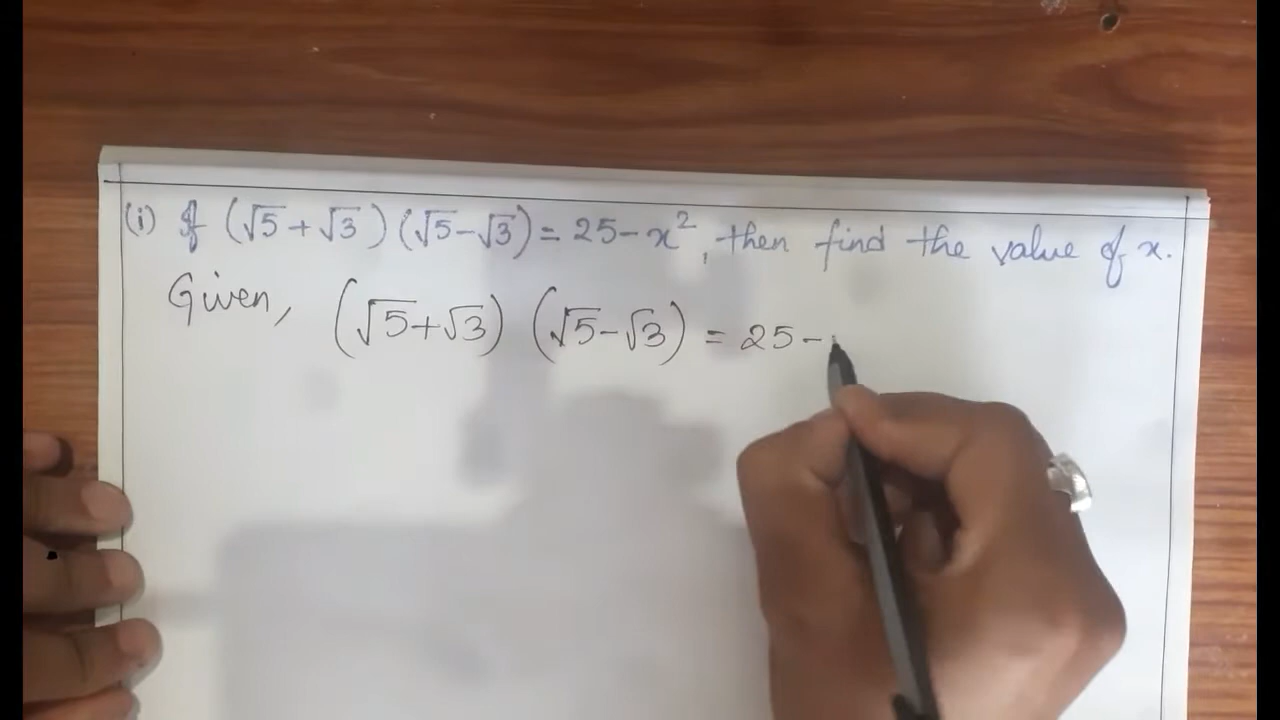 (i) If (√5+√3)(√5-√3)=25-x², then find the value of x.
Given, (√5+√3) (√5-√3) = 25-